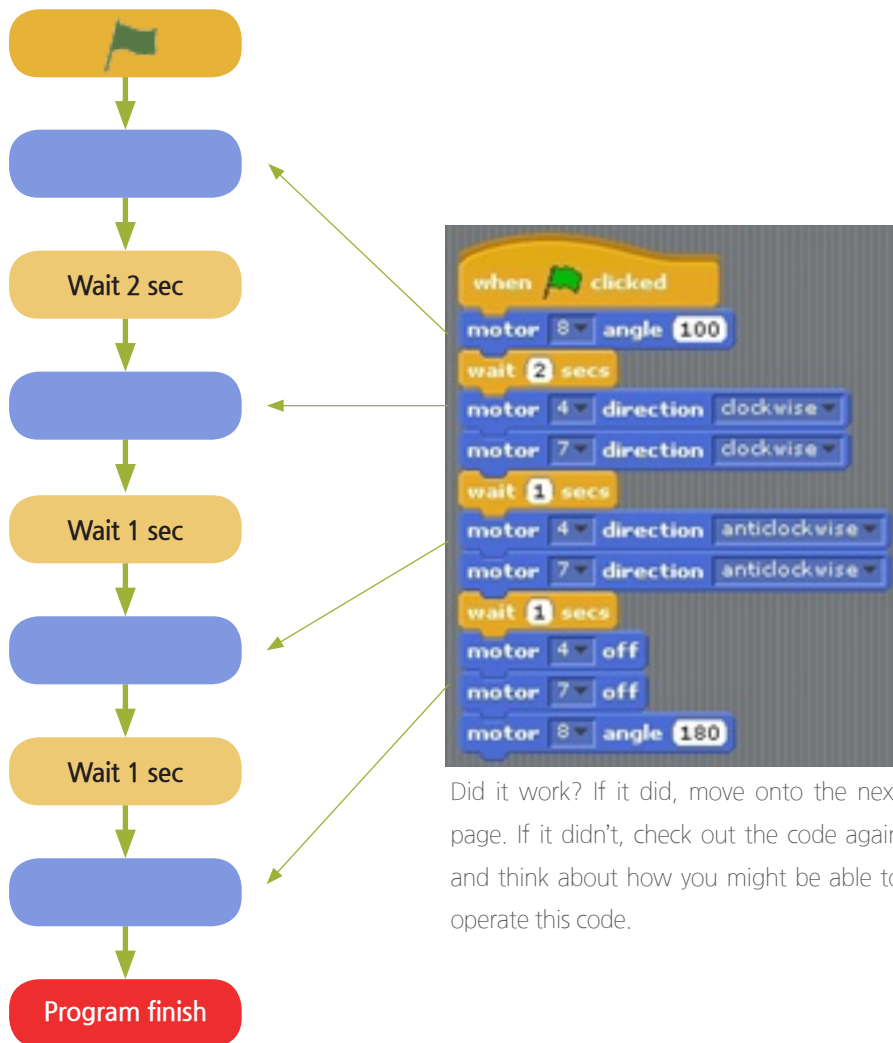 Wait 2 sec
Wait 1 sec
Wait 1 sec
Program finish
when clicked
motor 8 angle 100
wait 2 secs
motor 4 direction clockwise
motor 7 direction clockwise
wait 1 secs
motor 4 direction anticlockwise
motor 7 direction anticlockwise
wait 1 secs
motor 4 off
motor 7 off
motor 8 angle 180
Did it work? If it did, move onto the nex
page. If it didn't, check out the code again
and think about how you might be able to
operate this code.